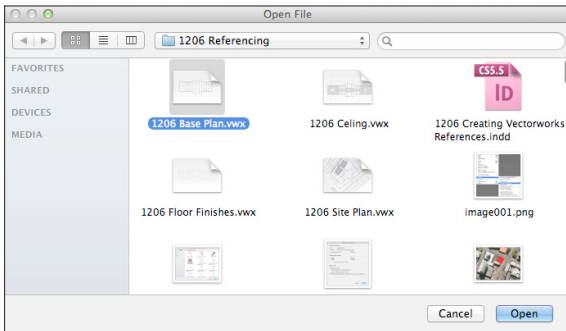 Open File
1206 Referencing
FAVORITES
SHARED
DEVICES
MEDIA
1206 Base Plan.vwx
1206 Celing.vwx
CS5.5
ID
1206 Creating Vectorworks
References.indd
1206 Floor Finishes.vwx
1206 Site Plan.vwx
image001.png
Cancel
Open